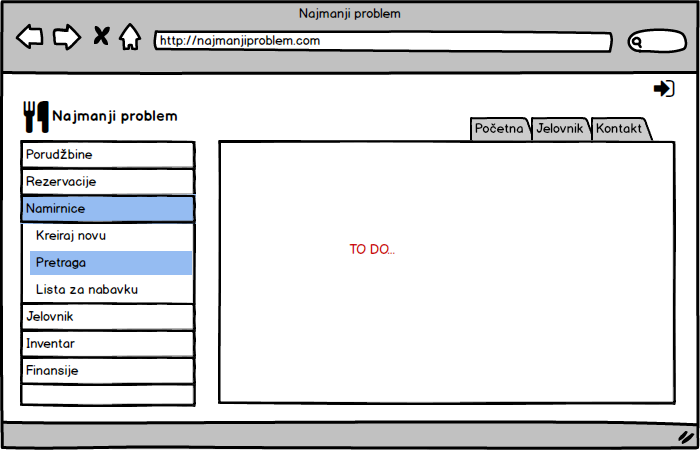 Najmanji problem
http://najmanjiproblem.com
Najmanji problem
Početna
Jelovnik
Kontakt
Porudžbine
Rezervacije
Namirnice
Kreiraj novu
Pretraga
Lista za nabavku
Jelovnik
Inventar
Finansije
TO DO...